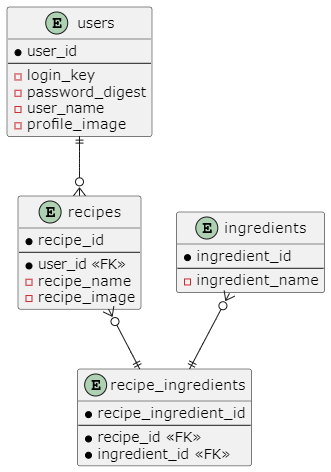 E users
user_id
login_key
password_digest
user_name
profile_image
E recipes
recipe_id
user_id «FK»
recipe_name
recipe_image
E ingredients
ingredient_id
ingredient_name
E recipe_ingredients
recipe_ingredient_id
recipe_id «FK»
ingredient_id «FK»